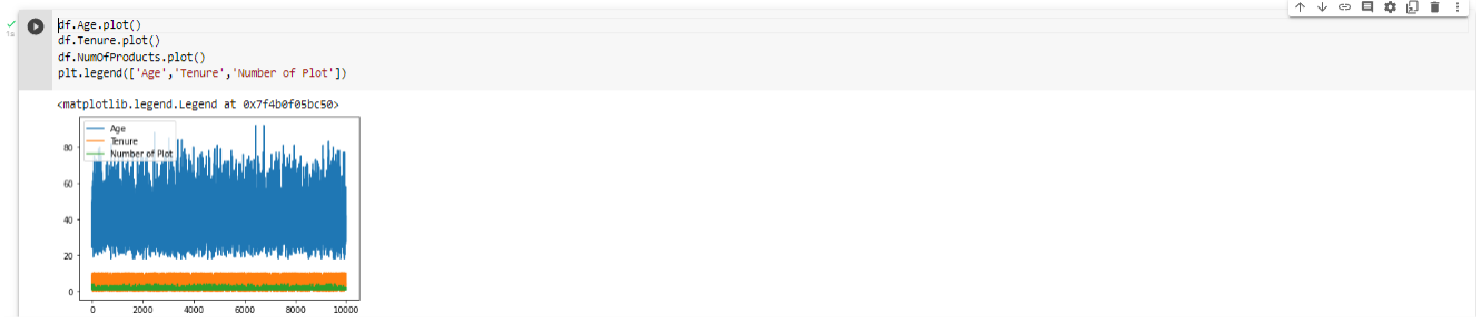 df.Age.plot()
df.Tenure.plot()
df.NumOfProducts.plot()
plt.legend(['Age','Tenure','Number of Plot'])
1s
<matplotlib.legend.Legend at 0x7f4b0f05bc50>
Age
Tenure
Number of Plot
80
60
40
20
0
0 2000 4000 6000 8000 10000